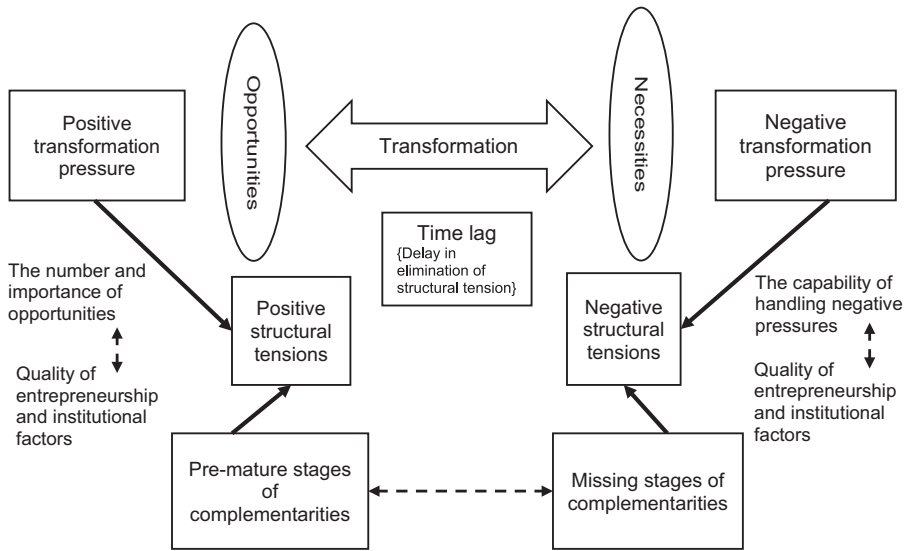 Opportunities
Necessities
Positive
transformation
pressure
Transformation
Negative
transformation
pressure
Time lag
{Delay in
elimination of
structural tension}
The number and
importance of
opportunities
Positive
structural
tensions
Negative
structural
tensions
The capability of
handling negative
pressures
Quality of
entrepreneurship
and institutional
factors
Quality of
entrepreneurship
and institutional
factors
Pre-mature stages
of
complementarities
Missing stages of
complementarities